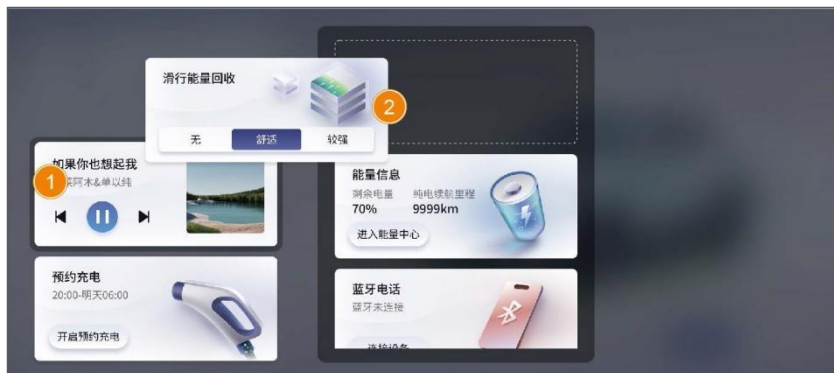 滑行能量回收
2
无 舒适 较强
如果你也想起我
1
阿木&单以纯
预约充电
20:00-明天06:00
开启预约充电
能量信息
剩余电量 纯电续航里程
70% 9999km
进入能量中心
蓝牙电话
蓝牙未连接